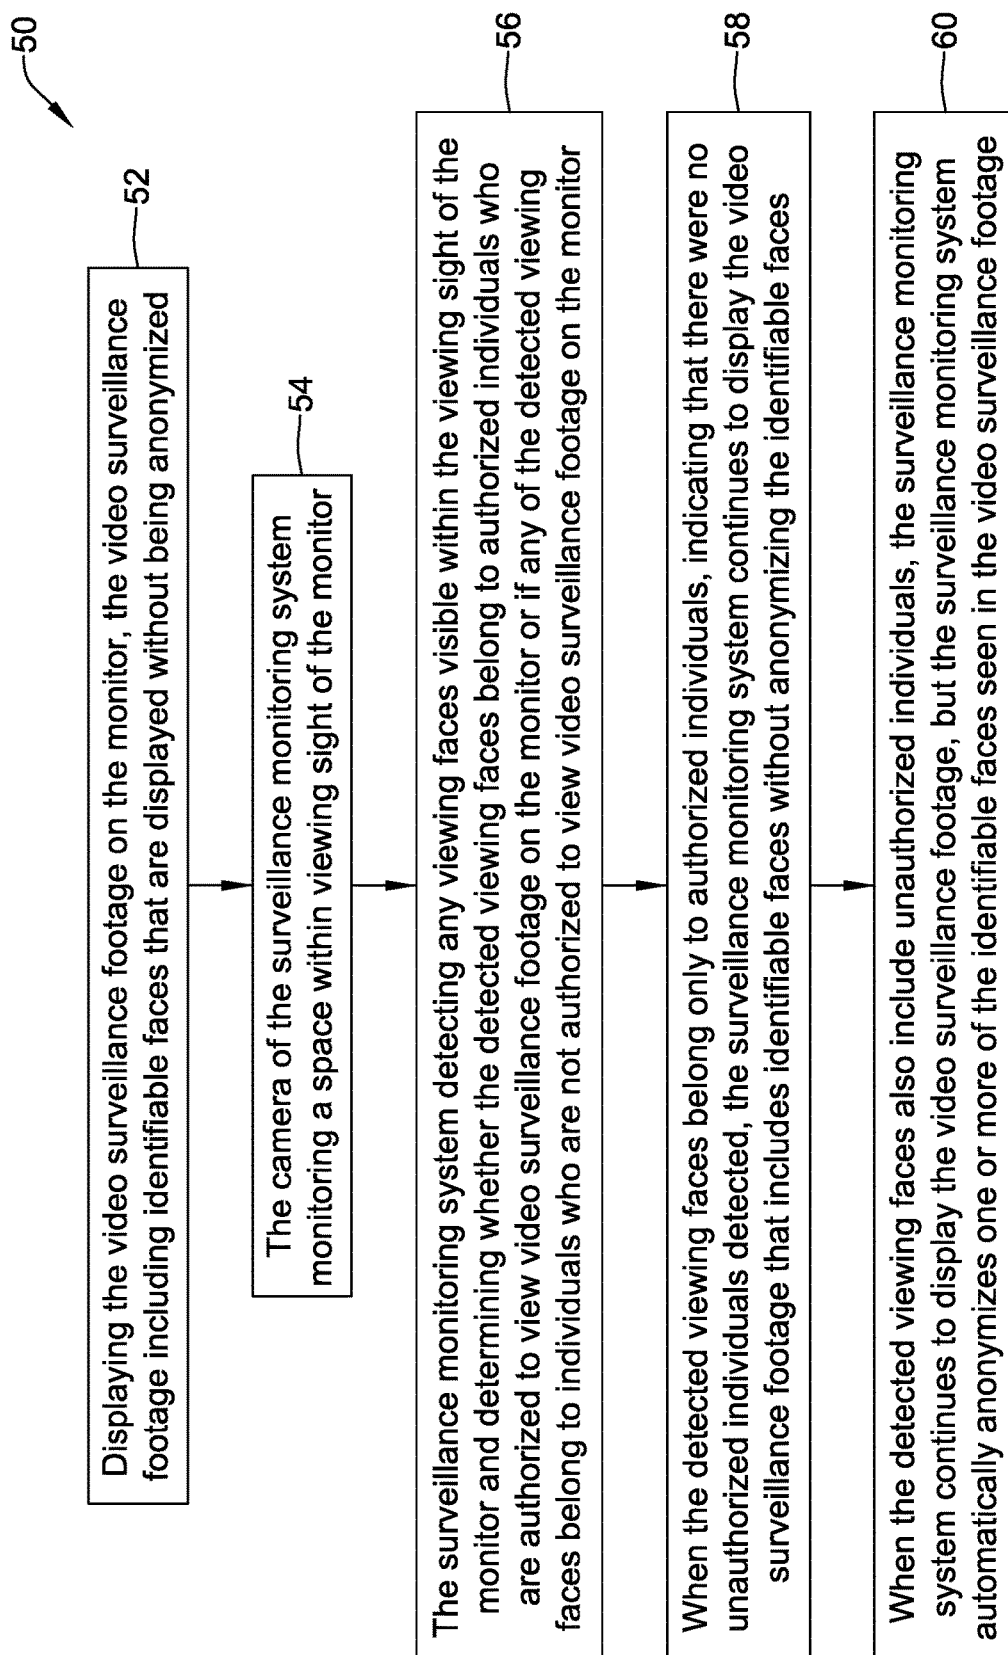 50
52
Displaying the video surveillance footage on the monitor, the video surveillance
footage including identifiable faces that are displayed without being anonymized
54
The camera of the surveillance monitoring system
monitoring a space within viewing sight of the monitor
56
The surveillance monitoring system detecting any viewing faces visible within the viewing sight of the
monitor and determining whether the detected viewing faces belong to authorized individuals who
are authorized to view video surveillance footage on the monitor or if any of the detected viewing
faces belong to individuals who are not authorized to view video surveillance footage on the monitor
58
When the detected viewing faces belong only to authorized individuals, indicating that there were no
unauthorized individuals detected, the surveillance monitoring system continues to display the video
surveillance footage that includes identifiable faces without anonymizing the identifiable faces
60
When the detected viewing faces also include unauthorized individuals, the surveillance monitoring
system continues to display the video surveillance footage, but the surveillance monitoring system
automatically anonymizes one or more of the identifiable faces seen in the video surveillance footage